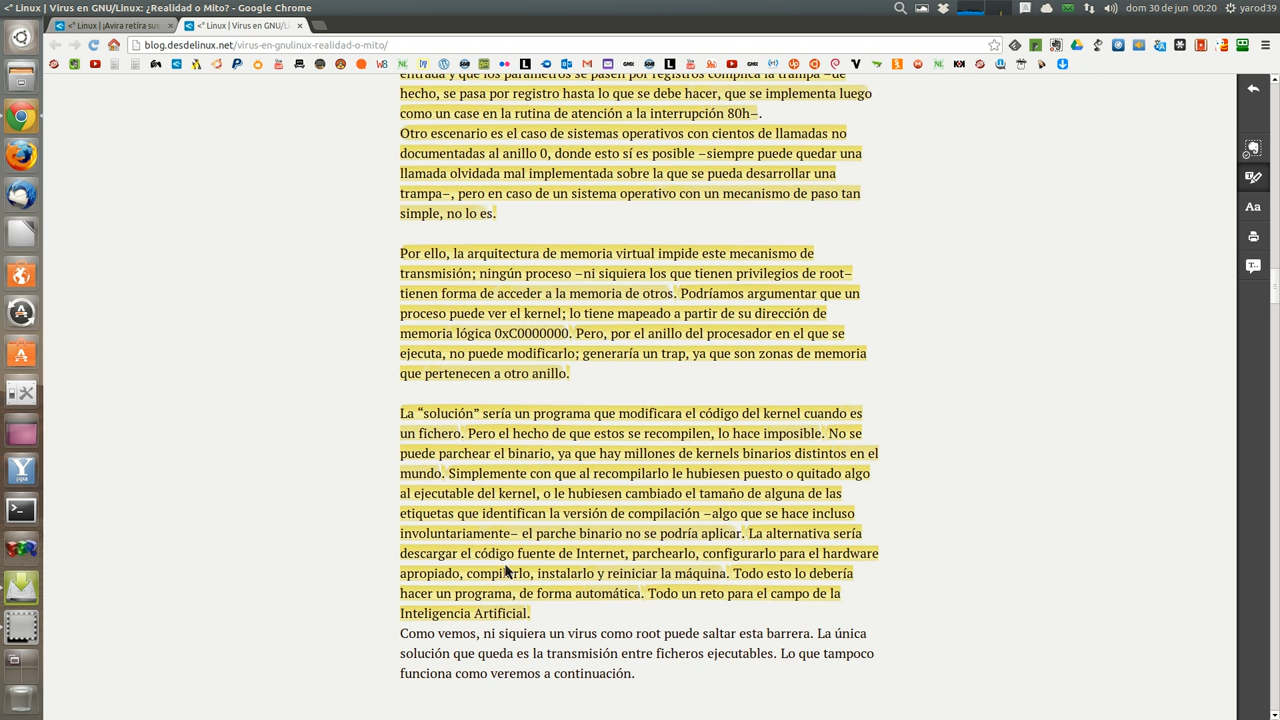 <° Linux | Virus en GNU/Linux: ¿Realidad o Mito? - Google Chrome
dom 30 de jun 00:20
yarod39
<° Linux | ¡Avira retira sus
<° Linux | Virus en GNU/Li
blog.desdelinux.net/virus-en-gnulinux-realidad-o-mito/
entrada y que los parámetros se pasen por registros complica la trampa –de
hecho, se pasa por registro hasta lo que se debe hacer, que se implementa luego
como un case en la rutina de atención a la interrupción 80h–.
Otro escenario es el caso de sistemas operativos con cientos de llamadas no
documentadas al anillo 0, donde esto sí es posible –siempre puede quedar una
llamada olvidada mal implementada sobre la que se pueda desarrollar una
trampa–, pero en caso de un sistema operativo con un mecanismo de paso tan
simple, no lo es.
Por ello, la arquitectura de memoria virtual impide este mecanismo de
transmisión; ningún proceso –ni siquiera los que tienen privilegios de root–
tienen forma de acceder a la memoria de otros. Podríamos argumentar que un
proceso puede ver el kernel; lo tiene mapeado a partir de su dirección de
memoria lógica 0xC0000000. Pero, por el anillo del procesador en el que se
ejecuta, no puede modificarlo; generaría un trap, ya que son zonas de memoria
que pertenecen a otro anillo.
La “solución” sería un programa que modificara el código del kernel cuando es
un fichero. Pero el hecho de que estos se recompilen, lo hace imposible. No se
puede parchear el binario, ya que hay millones de kernels binarios distintos en el
mundo. Simplemente con que al recompilarlo le hubiesen puesto o quitado algo
al ejecutable del kernel, o le hubiesen cambiado el tamaño de alguna de las
etiquetas que identifican la versión de compilación –algo que se hace incluso
involuntariamente– el parche binario no se podría aplicar. La alternativa sería
descargar el código fuente de Internet, parchearlo, configurarlo para el hardware
apropiado, compilarlo, instalarlo y reiniciar la máquina. Todo esto lo debería
hacer un programa, de forma automática. Todo un reto para el campo de la
Inteligencia Artificial.
Como vemos, ni siquiera un virus como root puede saltar esta barrera. La única
solución que queda es la transmisión entre ficheros ejecutables. Lo que tampoco
funciona como veremos a continuación.
Aa